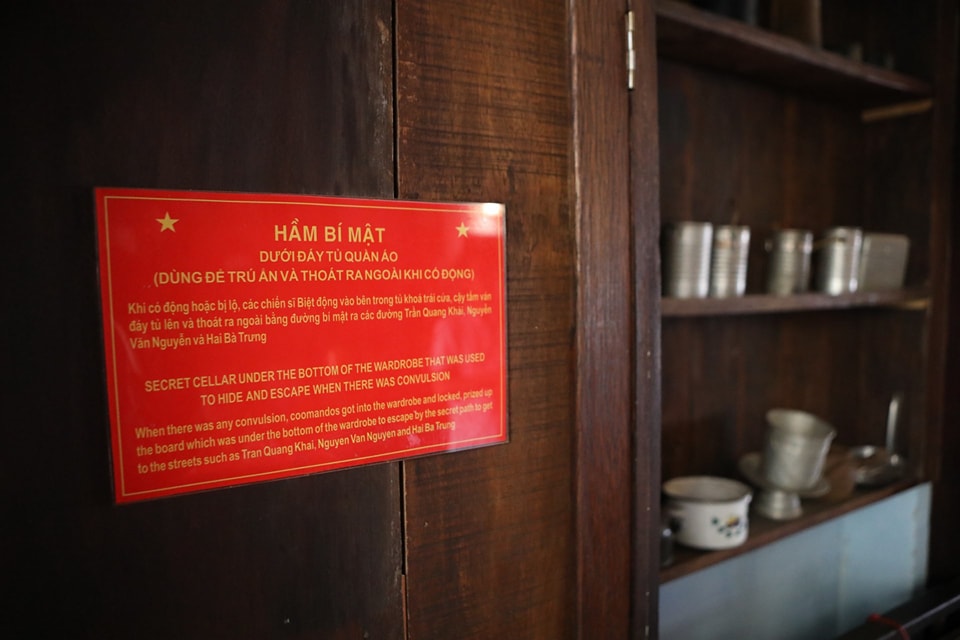 HẦM BÍ MẬT
DƯỚI ĐÁY TỦ QUẦN ÁO
(DÙNG ĐỂ TRÚ ẨN VÀ THOÁT RA NGOÀI KHI CÓ ĐỘNG)
Khi có động hoặc bị lộ, các chiến sĩ Biệt động vào bên trong tủ khoá trái cửa, cậy tấm ván
đáy tủ lên và thoát ra ngoài bằng đường bí mật ra các đường Trần Quang Khải, Nguyễn
Văn Nguyễn và Hai Bà Trưng
SECRET CELLAR UNDER THE BOTTOM OF THE WARDROBE THAT WAS USED
TO HIDE AND ESCAPE WHEN THERE WAS CONVULSION
When there was any convulsion, coomandos got into the wardrobe and locked, prized up
the board which was under the bottom of the wardrobe to escape by the secret path to get
to the streets such as Tran Quang Khai, Nguyen Van Nguyen and Hai Ba Trung